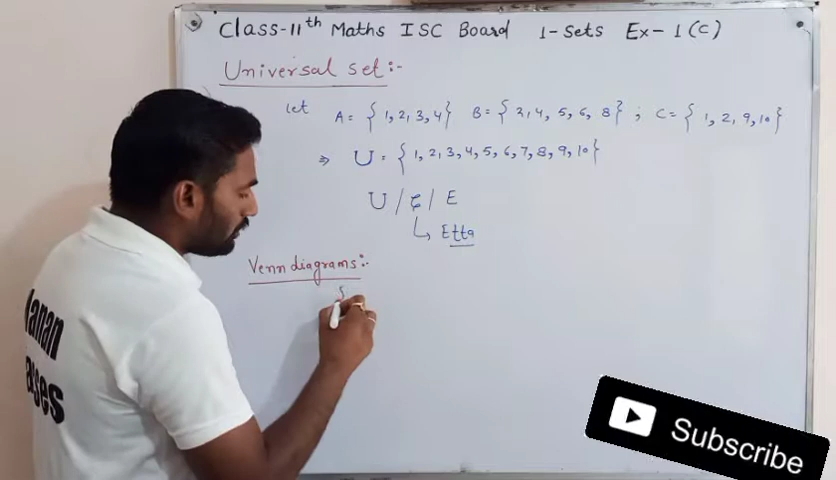 Class-11th Maths ISC Board 1-Sets Ex-1(c)
Universal set:-
let A = {1, 2, 3, 4} B = {2, 4, 5, 6, 8} ; C = {1, 2, 9, 10}
⇒ U = {1, 2, 3, 4, 5, 6, 7, 8, 9, 10}
U / ξ / E
↳ Etta
Venn diagrams:-
S
Subscribe